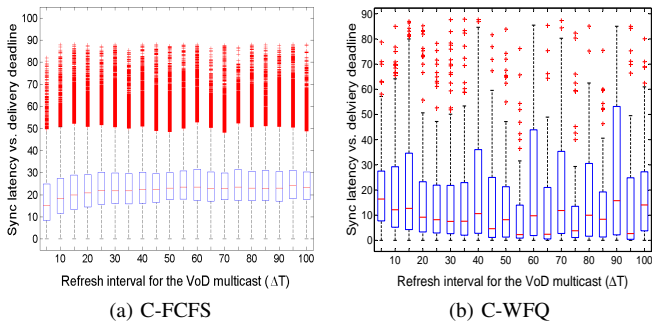 Sync latency vs. delivery deadline
100
90
80
70
60
50
40
30
20
10
0
10 20 30 40 50 60 70 80 90 100
Refresh interval for the VoD multicast (ΔT)
(a) C-FCFS
Sync latency vs. delviery deadline
90
80
70
60
50
40
30
20
10
0
10 20 30 40 50 60 70 80 90 100
Refresh interval for the VoD multicast (ΔT)
(b) C-WFQ